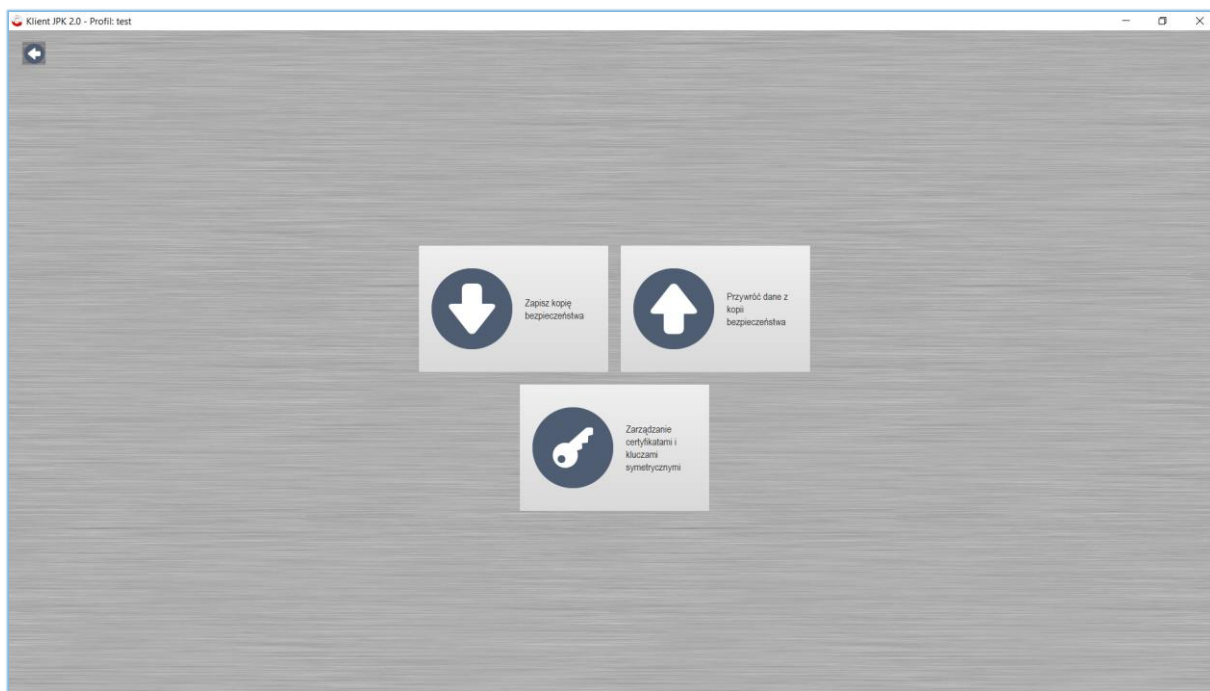 Klient JPK 2.0 - Profil: test
Zapisz kopię
bezpieczeństwa
Przywróć dane z
kopii
bezpieczeństwa
Zarządzanie
certyfikatami i
kluczami
symetrycznymi